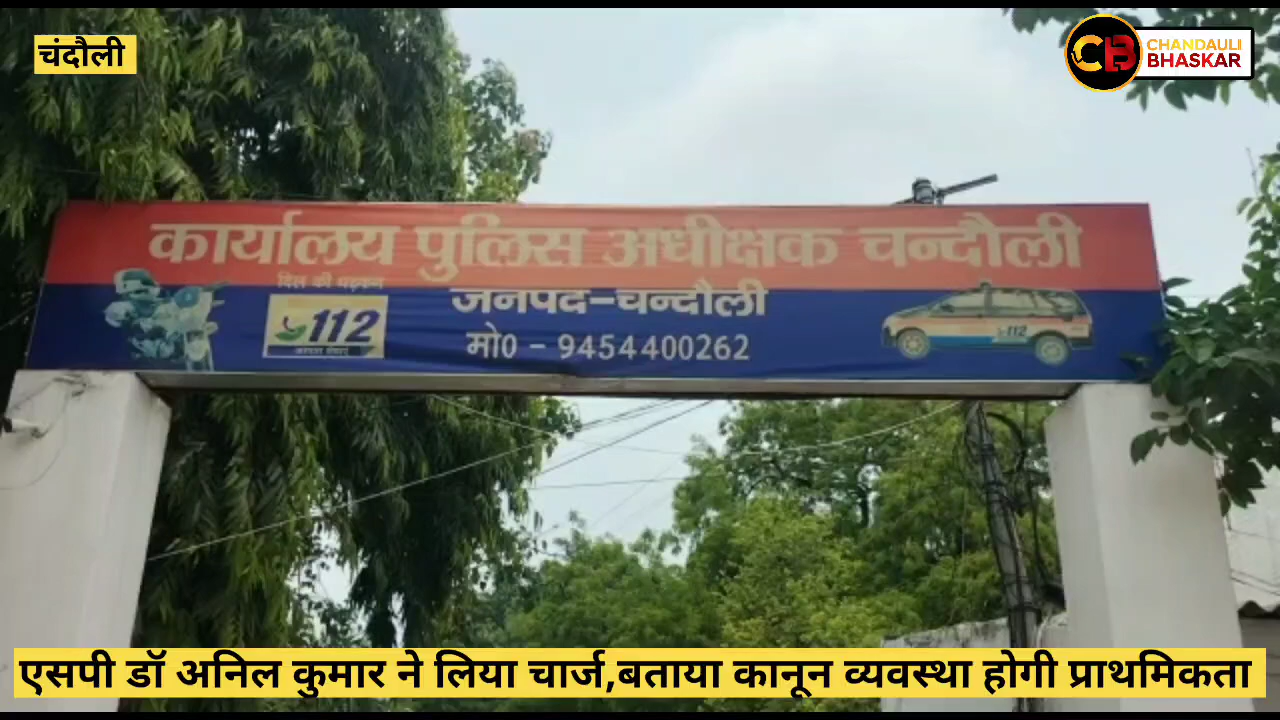 चंदौली
CHANDAULI
BHASKAR
कार्यालय पुलिस अधीक्षक चन्दौली
जनपद-चन्दौली
112
मो0 - 9454400262
112
एसपी डॉ अनिल कुमार ने लिया चार्ज,बताया कानून व्यवस्था होगी प्राथमिकता